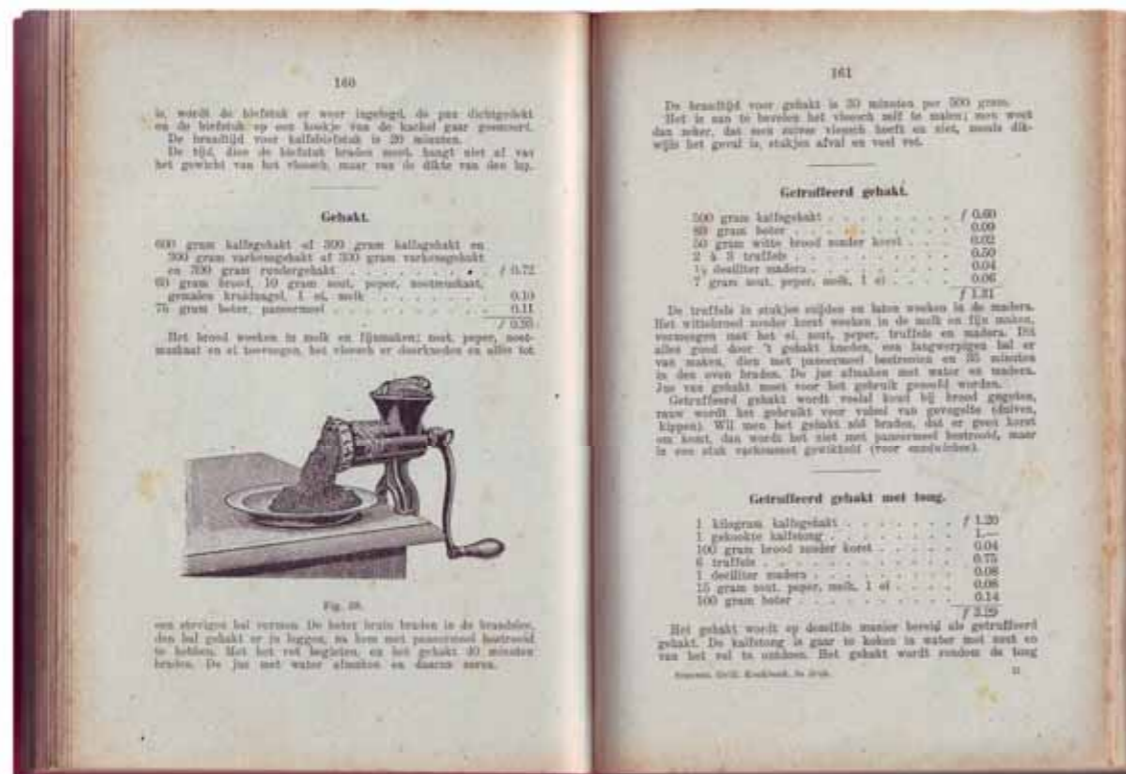 160
is, wordt de biefstuk er weer ingelegd, de pan dichtgedekt
en de biefstuk op een hoekje van de kachel gaar gesmoord.
De braadtijd voor kalfsbiefstuk is 20 minuten.
De tijd, dien de biefstuk braden moet, hangt niet af van
het gewicht van het vleesch, maar van de dikte van den lap.
Gehakt.
600 gram kalfsgehakt of 300 gram kalfsgehakt en
300 gram varkensgehakt of 300 gram varkensgehakt
en 300 gram rundergehakt . . . . . . . . ƒ 0.72
60 gram brood, 10 gram zout, peper, nootmuskaat,
gemalen kruidnagel, 1 ei, melk . . . . . . 0.10
75 gram boter, paneermeel . . . . . . . . 0.11
ƒ 0.93
Het brood weeken in melk en fijnmaken; zout, peper, noot-
muskaat en ei toevoegen, het vleesch er doorkneden en alles tot
Fig. 59.
een stevigen bal vormen. De boter bruin braden in de braadslee,
den bal gehakt er in leggen, na hem met paneermeel bestrooid
te hebben. Met het vet begieten, en het gehakt 40 minuten
braden. De jus met water afmaken en daarna zeven.
161
De braadtijd voor gehakt is 30 minuten per 500 gram.
Het is aan te bevelen het vleesch zelf te malen; men weet
dan zeker, dat men zuiver vleesch heeft en niet, zooals dik-
wijls het geval is, stukjes afval en veel vet.
Getruffeerd gehakt.
500 gram kalfsgehakt . . . . . . . . ƒ 0.60
60 gram boter . . . . . . . . 0.09
50 gram witte brood zonder korst . . . . 0.02
2 à 3 truffels . . . . . . . . 0.50
½ deciliter madera . . . . . . . . 0.04
7 gram zout, peper, melk, 1 ei . . . . 0.06
ƒ 1.31
De truffels in stukjes snijden en laten weeken in de madera.
Het wittebrood zonder korst weeken in de melk en fijn maken,
vermengen met het ei, zout, peper, truffels en madera. Dit
alles goed door 't gehakt kneden, een langwerpigen bal er
van maken, dien met paneermeel bestrooien en 35 minuten
in den oven braden. De jus afmaken met water en madera.
Jus van gehakt moet voor het gebruik gezeefd worden.
Getruffeerd gehakt wordt veelal koud bij brood gegeten,
rauw wordt het gebruikt voor vulsel van gevogelte (duiven,
kippen). Wil men het gehakt zóó braden, dat er geen korst
om komt, dan wordt het niet met paneermeel bestrooid, maar
in een stuk varkensnet gewikkeld (voor sandwiches).
Getruffeerd gehakt met tong.
1 kilogram kalfsgehakt . . . . . . . . ƒ 1.20
1 gekookte kalfstong . . . . . . . . 1.—
100 gram brood zonder korst . . . . . 0.04
6 truffels . . . . . . . . 0.75
1 deciliter madera . . . . . . . . 0.08
15 gram zout, peper, melk, 1 ei . . . . 0.08
100 gram boter . . . . . . . . 0.14
ƒ 3.29
Het gehakt wordt op dezelfde manier bereid als getruffeerd
gehakt. De kalfstong is gaar te koken in water met zout en
van het vel te ontdoen. Het gehakt wordt rondom de tong
Geïll. Kookboek, druk.
11